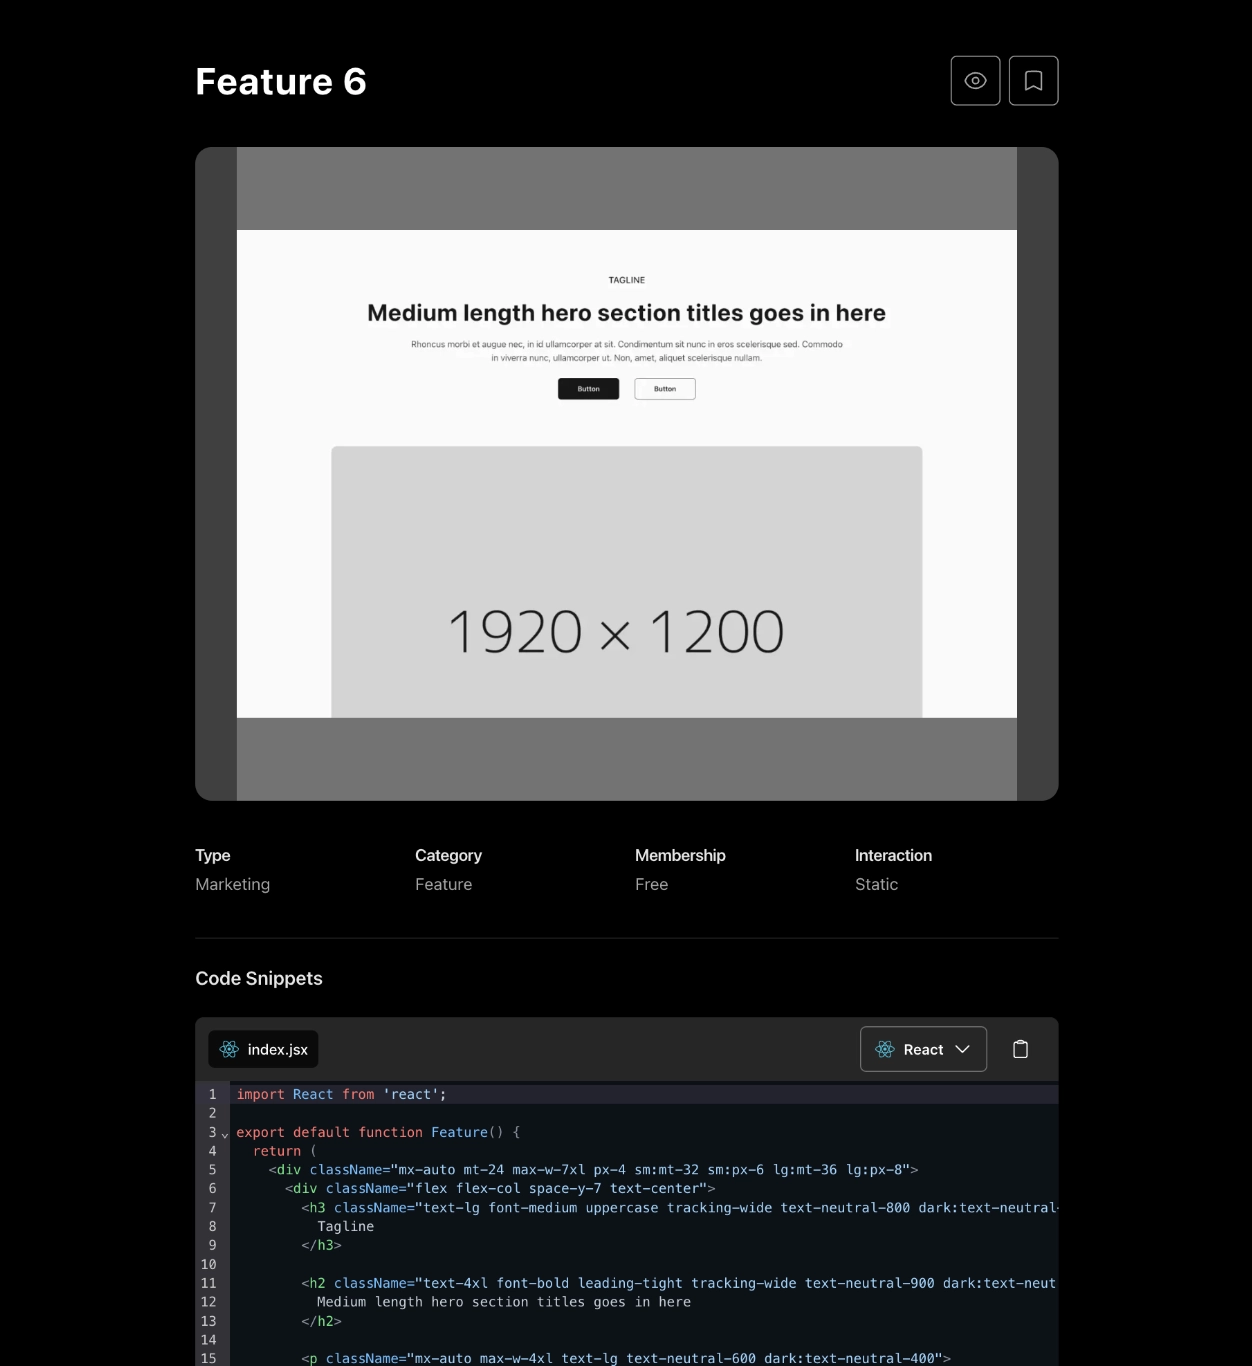 Feature 6
TAGLINE
Medium length hero section titles goes in here
Rhoncus morbi et augue nec, in id ullamcorper at sit. Condimentum sit nunc in eros scelerisque sed. Commodo
in viverra nunc, ullamcorper ut. Non, amet, aliquet scelerisque nullam.
Button Button
1920 × 1200
Type Category Membership Interaction
Marketing Feature Free Static
Code Snippets
index.jsx React
1 import React from 'react';
2
3 export default function Feature() {
4 return (
5 <div className="mx-auto mt-24 max-w-7xl px-4 sm:mt-32 sm:px-6 lg:mt-36 lg:px-8">
6 <div className="flex flex-col space-y-7 text-center">
7 <h3 className="text-lg font-medium uppercase tracking-wide text-neutral-800 dark:text-neutral-
8 Tagline
9 </h3>
10
11 <h2 className="text-4xl font-bold leading-tight tracking-wide text-neutral-900 dark:text-neut
12 Medium length hero section titles goes in here
13 </h2>
14
15 <p className="mx-auto max-w-4xl text-lg text-neutral-600 dark:text-neutral-400">